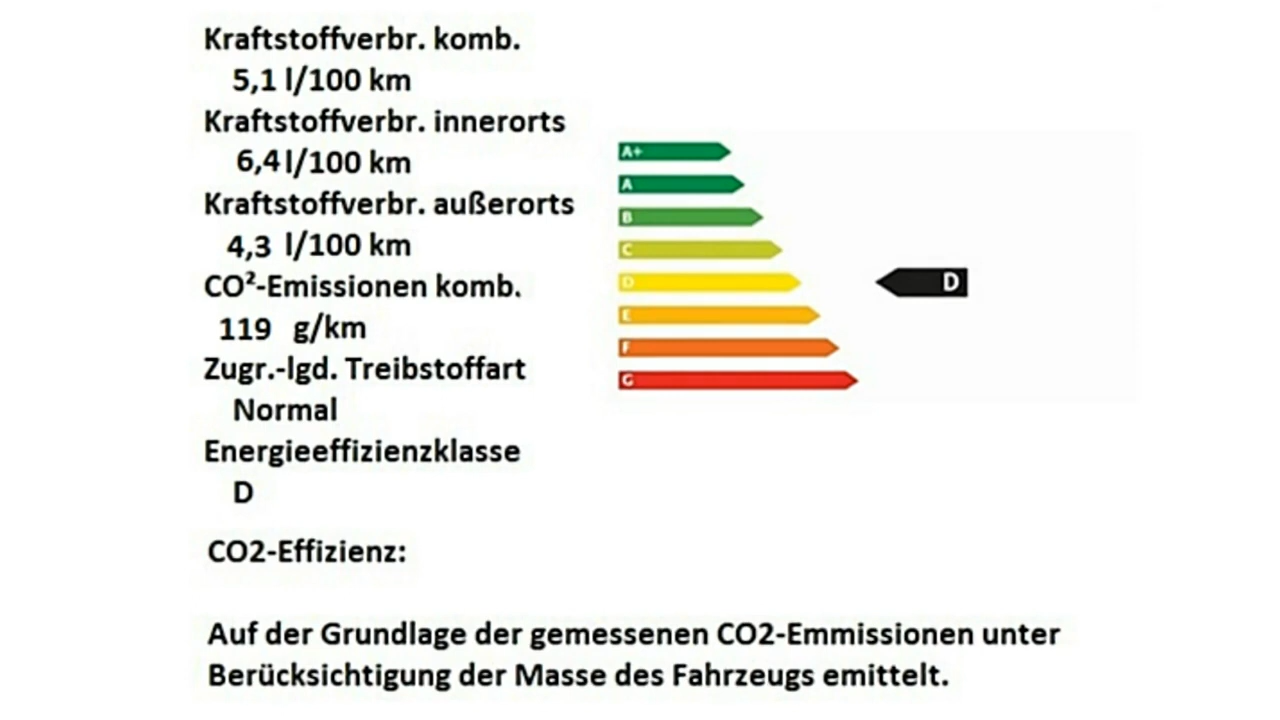 Kraftstoffverbr. komb.
5,1 l/100 km
Kraftstoffverbr. innerorts
6,4 l/100 km
Kraftstoffverbr. außerorts
4,3 l/100 km
CO²-Emissionen komb.
119 g/km
Zugr.-lgd. Treibstoffart
Normal
Energieeffizienzklasse
D
A+
A
B
C
D
E
F
G
D
CO2-Effizienz:
Auf der Grundlage der gemessenen CO2-Emmissionen unter
Berücksichtigung der Masse des Fahrzeugs emittelt.